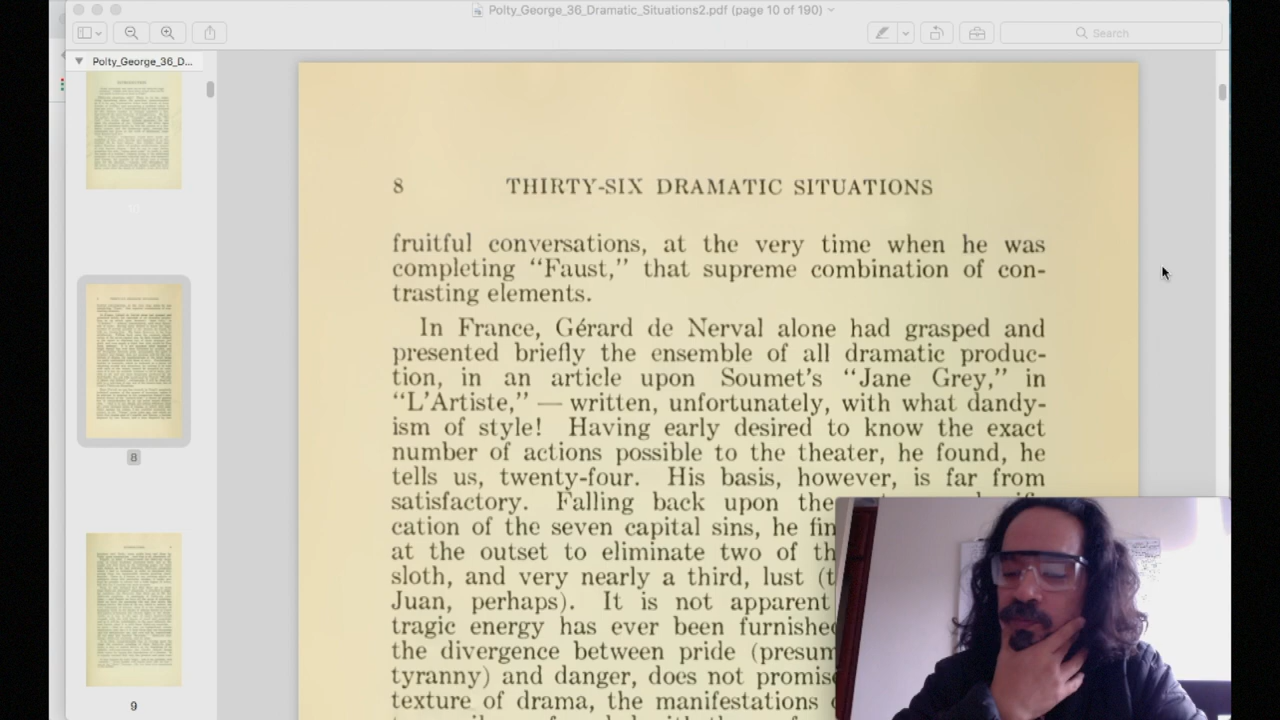 Polty_George_36_Dramatic_Situations2.pdf (page 10 of 190)
Search
Polty_George_36_D...
8
9
8 THIRTY-SIX DRAMATIC SITUATIONS
fruitful conversations, at the very time when he was
completing “Faust,” that supreme combination of con-
trasting elements.
In France, Gérard de Nerval alone had grasped and
presented briefly the ensemble of all dramatic produc-
tion, in an article upon Soumet's “Jane Grey,” in
“L'Artiste,” — written, unfortunately, with what dandy-
ism of style! Having early desired to know the exact
number of actions possible to the theater, he found, he
tells us, twenty-four. His basis, however, is far from
satisfactory. Falling back upon the
cation of the seven capital sins, he fin
at the outset to eliminate two of th
sloth, and very nearly a third, lust (t
Juan, perhaps). It is not apparent
tragic energy has ever been furnishe
the divergence between pride (presum
tyranny) and danger, does not promis
texture of drama, the manifestations